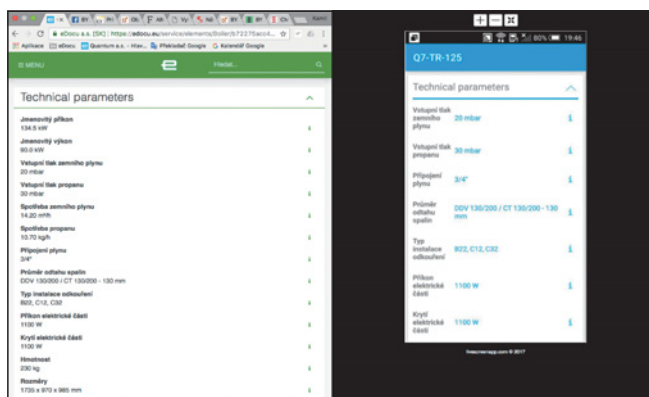 Kamil
eDocu a.s. [SK] https://edocu.eu/service/elements/Boiler/b72275acc4...
Aplikace eDocu Quantum a.s. - Hlav... Překladač Google Kalendář Google
MENU
Hledat...
Technical parameters
Jmenovitý příkon
134.5 kW
Jmenovitý výkon
60.0 kW
Vstupní tlak zemního plynu
20 mbar
Vstupní tlak propanu
30 mbar
Spotřeba zemního plynu
14.20 m³/h
Spotřeba propanu
10.70 kg/h
Připojení plynu
3/4"
Průměr odtahu spalin
DDV 130/200 / CT 130/200 - 130 mm
Typ instalace odkouření
B22, C12, C32
Příkon elektrické části
1100 W
Krytí elektrické části
1100 W
Hmotnost
230 kg
Rozměry
1735 x 970 x 985 mm
80% 19:46
Q7-TR-125
Technical parameters
Vstupní tlak zemního plynu 20 mbar
Vstupní tlak propanu 30 mbar
Připojení plynu 3/4"
Průměr odtahu spalin DDV 130/200 / CT 130/200 - 130 mm
Typ instalace odkouření B22, C12, C32
Příkon elektrické části 1100 W
Krytí elektrické části 1100 W
livescreenapp.com © 2017